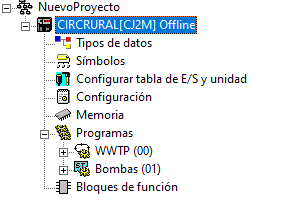 NuevoProyecto
CIRCRURAL[CJ2M] Offline
Tipos de datos
Símbolos
Configurar tabla de E/S y unidad
Configuración
Memoria
Programas
WWTP (00)
Bombas (01)
Bloques de función